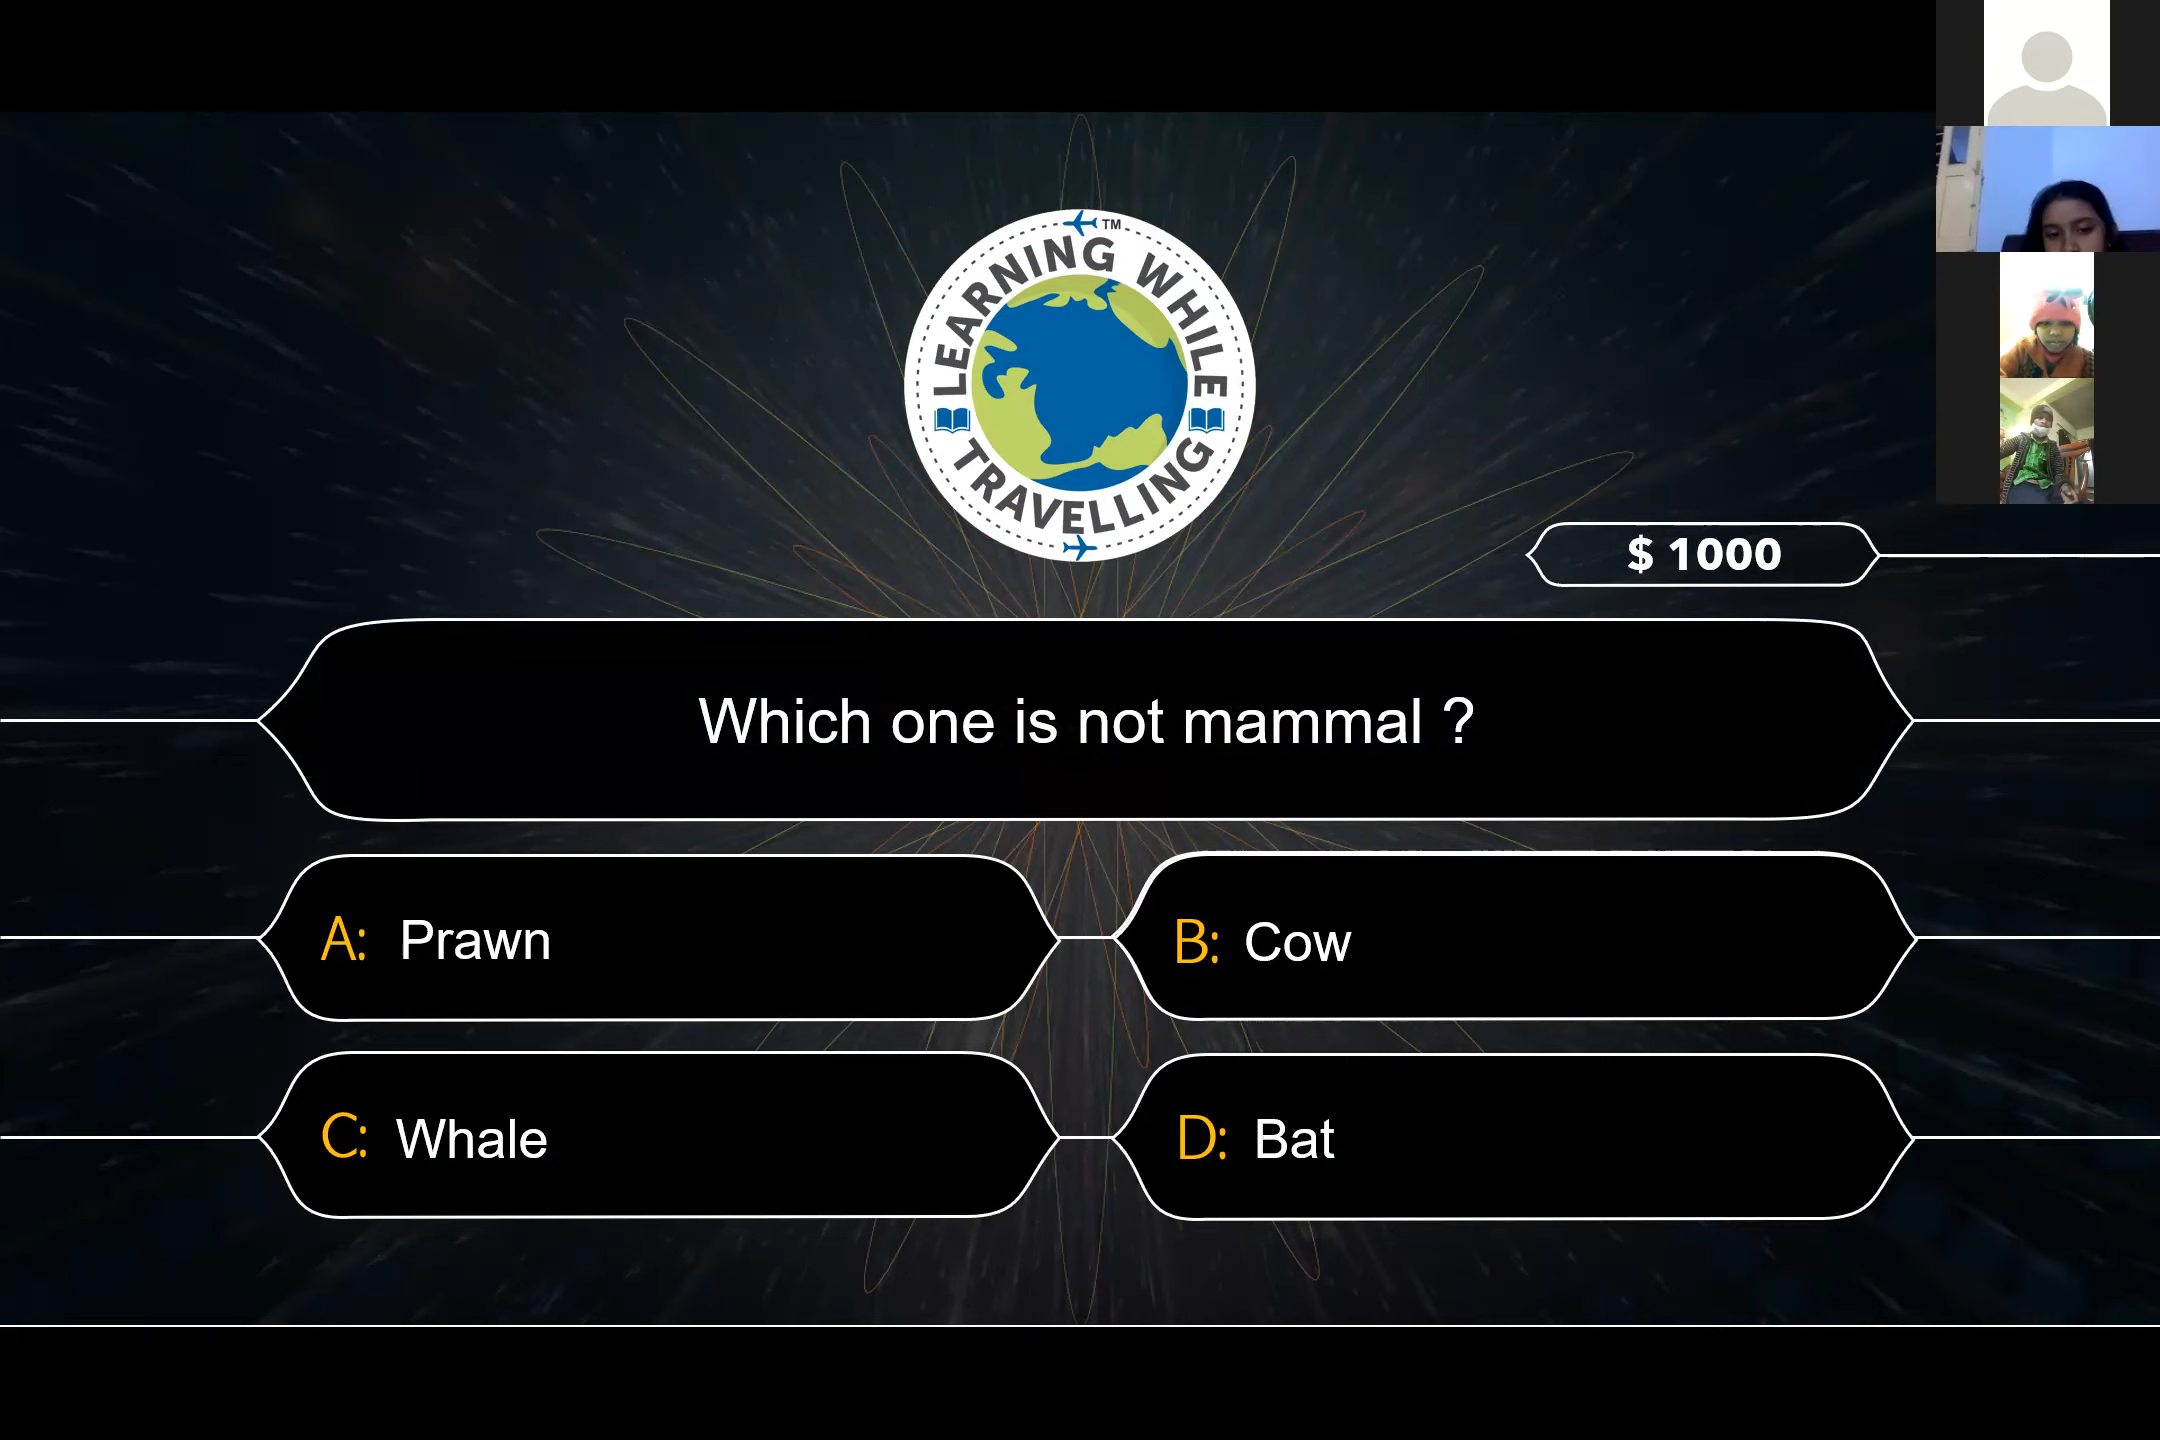 LEARNING WHILE
TRAVELLING
TM
$ 1000
Which one is not mammal ?
A: Prawn
B: Cow
C: Whale
D: Bat